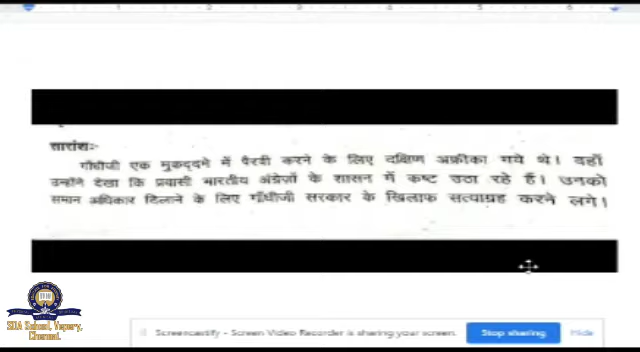 सारांशः-
गाँधीजी एक मुकद्दमे में पैरवी करने के लिए दक्षिण अफ्रीका गये थे। वहाँ
उन्होंने देखा कि प्रवासी भारतीय अंग्रेज़ों के शासन में कष्ट उठा रहे हैं। उनको
समान अधिकार दिलाने के लिए गाँधीजी सरकार के खिलाफ सत्याग्रह करने लगे।
SDA School, Vepery,
Chennai.
Screencastify - Screen Video Recorder is sharing your screen.
Stop sharing
Hide